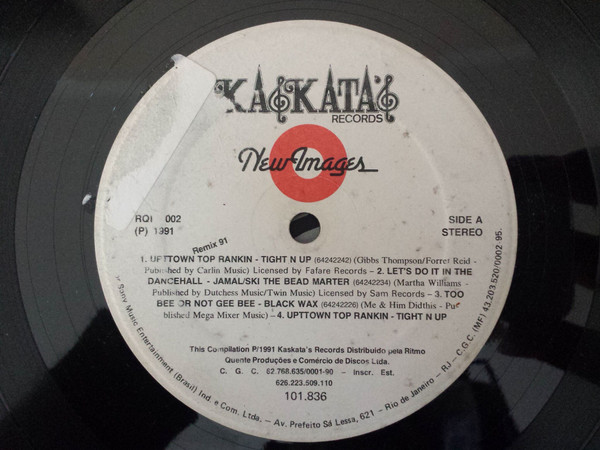 KASKATA'S
RECORDS
New Images
RQI 002
(P) 1991
SIDE A
STEREO
Remix 91
1. UPTTOWN TOP RANKIN - TIGHT N UP (64242242) (Gibbs Thompson/Forret Reid -
Published by Carlin Music) Licensed by Fafare Records – 2. LET'S DO IT IN THE
DANCEHALL - JAMAL/SKI THE BEAD MARTER (64242234) (Martha Williams
- Published by Dutchess Music/Twin Music) Licensed by Sam Records – 3. TOO
BEE OR NOT GEE BEE - BLACK WAX (64242226) (Me & Him Didthis - Pu
blished Mega Mixer Music) – 4. UPTTOWN TOP RANKIN - TIGHT N UP
This Compilation P/1991 Kaskata's Records Distribuido pela Ritmo
Quente Produções e Comércio de Discos Ltda.
C. G. C. 62.768.635/0001-90 – Inscr. Est.
626.223.509.110
101.836
Sony Music Entertainment (Brasil) Ind. e Com. Ltda. – Av. Prefeito Sá Lessa, 621 – Rio de Janeiro – RJ – C.G.C. (MF) 43.203.520/0002-95.